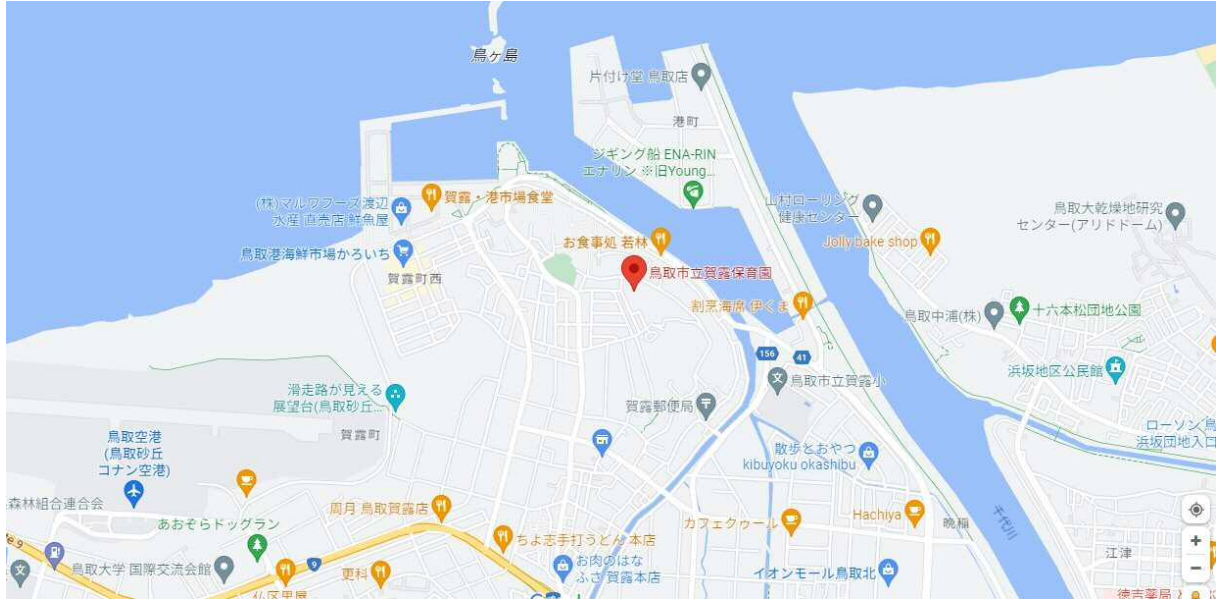 鳥ヶ島
片付け堂 鳥取店
港町
ジギング船 ENA-RIN
エナリン ※旧Young...
(株)マルワフーズ渡辺
水産 直売店 鮮魚屋
賀露・港市場食堂
山村ローリング
健康センター
鳥取大乾燥地研究
センター(アリドドーム)
お食事処 若林
Jolly bake shop
鳥取港海鮮市場かろいち
賀露町西
鳥取市立賀露保育園
割烹海席 伊くま
鳥取中浦(株)
十六本松団地公園
156
41
浜坂地区公民館
鳥取市立賀露小
滑走路が見える
展望台(鳥取砂丘...
賀露郵便局
賀露町
鳥取空港
(鳥取砂丘
コナン空港)
ローソン 鳥
浜坂団地入口
散歩とおやつ
kibuyoku okashibu
森林組合連合会
周月 鳥取賀露店
あおぞらドッグラン
カフェクゥール
Hachiya
晩稲
千代川
ちよ志手打うどん 本店
江津
鳥取大学 国際交流会館
9
更科
お肉のはな
ふさ 賀露本店
イオンモール鳥取北